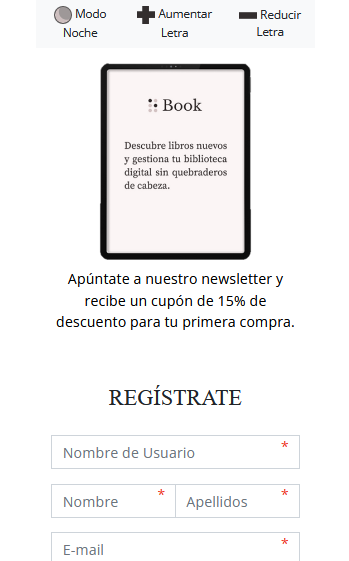 Modo Noche
Aumentar Letra
Reducir Letra
Book
Descubre libros nuevos
y gestiona tu biblioteca
digital sin quebraderos
de cabeza.
Apúntate a nuestro newsletter y
recibe un cupón de 15% de
descuento para tu primera compra.
REGÍSTRATE
Nombre de Usuario *
Nombre * Apellidos *
E-mail *